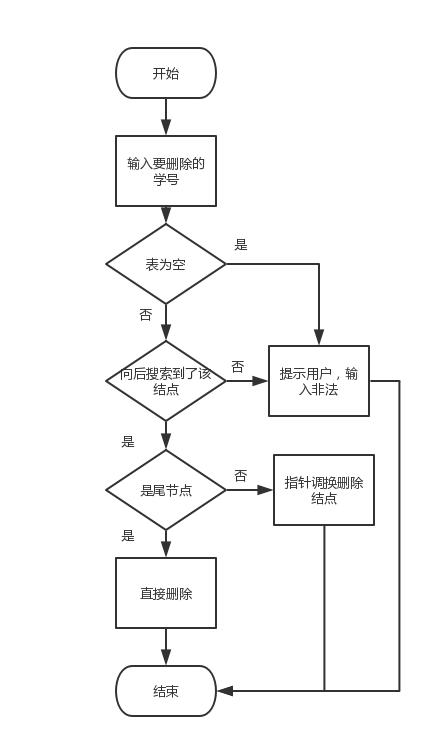 开始
输入要删除的
学号
是
表为空
否
向后搜索到了该
结点
否
提示用户，输
入非法
是
是尾节点
否
指针调换删除
结点
是
直接删除
结束